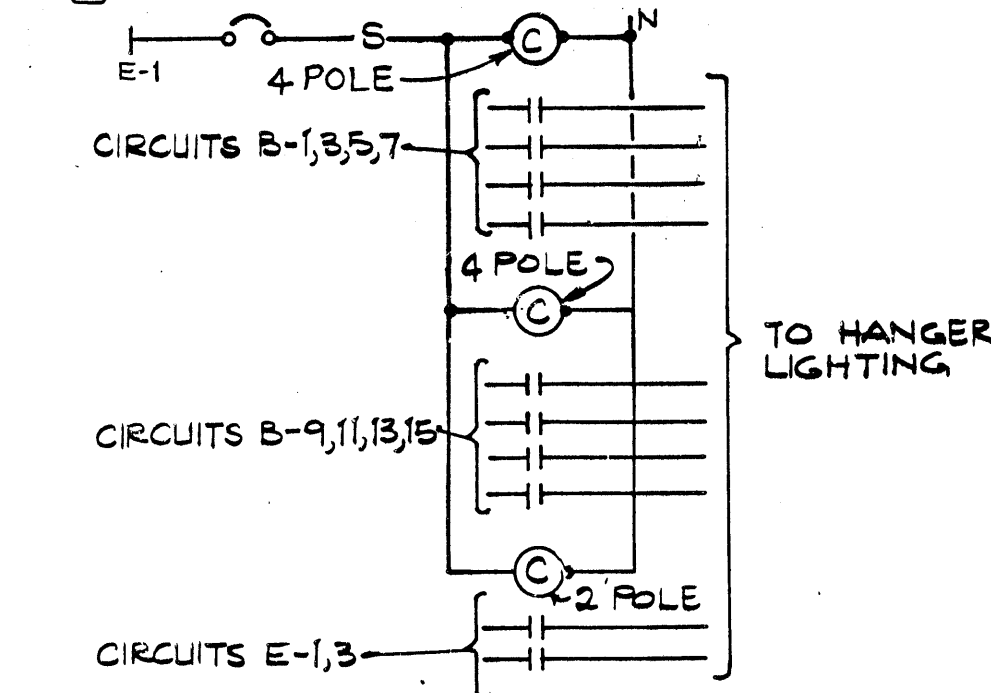 S
C
N
E-1
4 POLE
CIRCUITS B-1,3,5,7
4 POLE
C
TO HANGER
LIGHTING
CIRCUITS B-9,11,13,15
C
2 POLE
CIRCUITS E-1,3